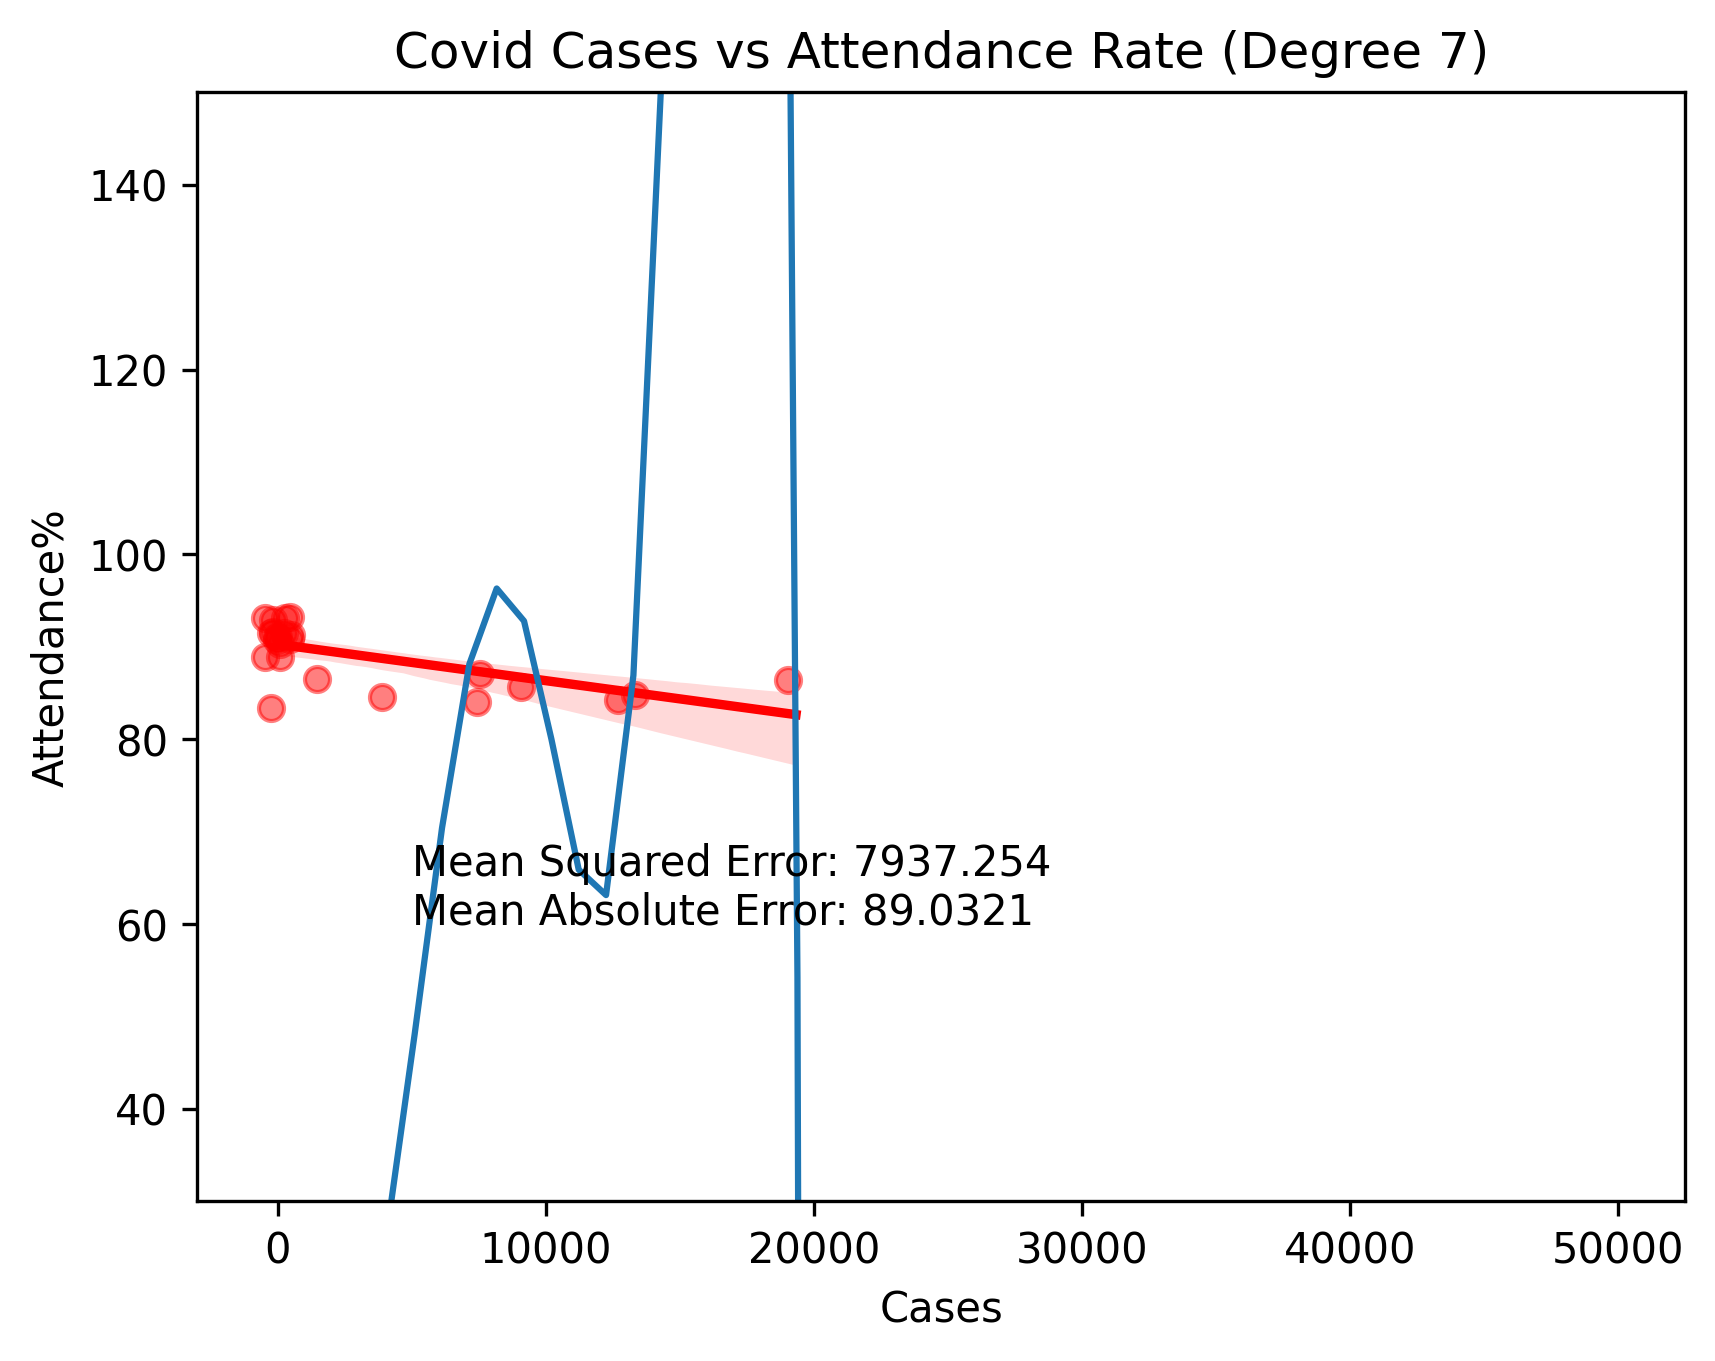 Covid Cases vs Attendance Rate (Degree 7)
140
120
100
80
60
40
Attendance%
Mean Squared Error: 7937.254
Mean Absolute Error: 89.0321
0 10000 20000 30000 40000 50000
Cases